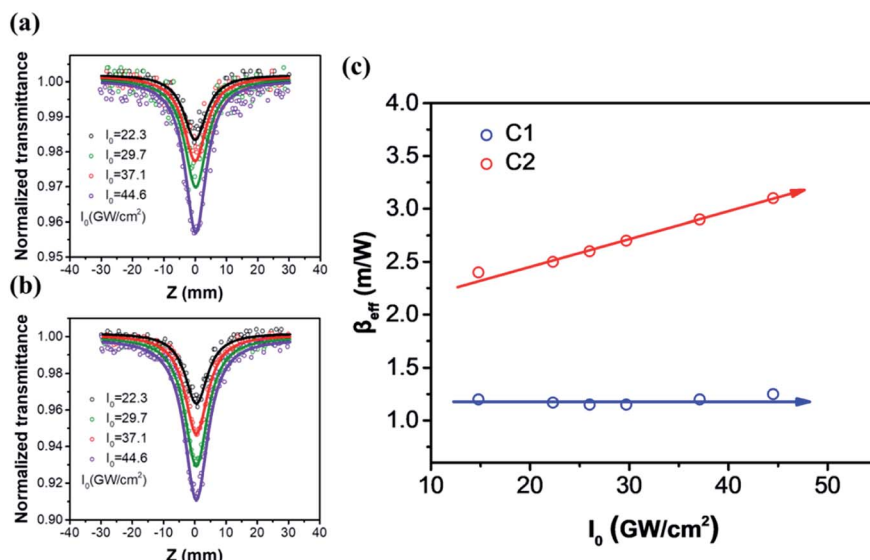 (a)
Normalized transmittance
1.00
0.99
0.98
0.97
0.96
0.95
I₀=22.3
I₀=29.7
I₀=37.1
I₀=44.6
I₀(GW/cm²)
-40 -30 -20 -10 0 10 20 30 40
Z (mm)
(b)
Normalized transmittance
1.00
0.98
0.96
0.94
0.92
0.90
I₀=22.3
I₀=29.7
I₀=37.1
I₀=44.6
I₀(GW/cm²)
-40 -30 -20 -10 0 10 20 30 40
Z (mm)
(c)
C1
C2
βeff (m/W)
4.0
3.5
3.0
2.5
2.0
1.5
1.0
10 20 30 40 50
I₀ (GW/cm²)